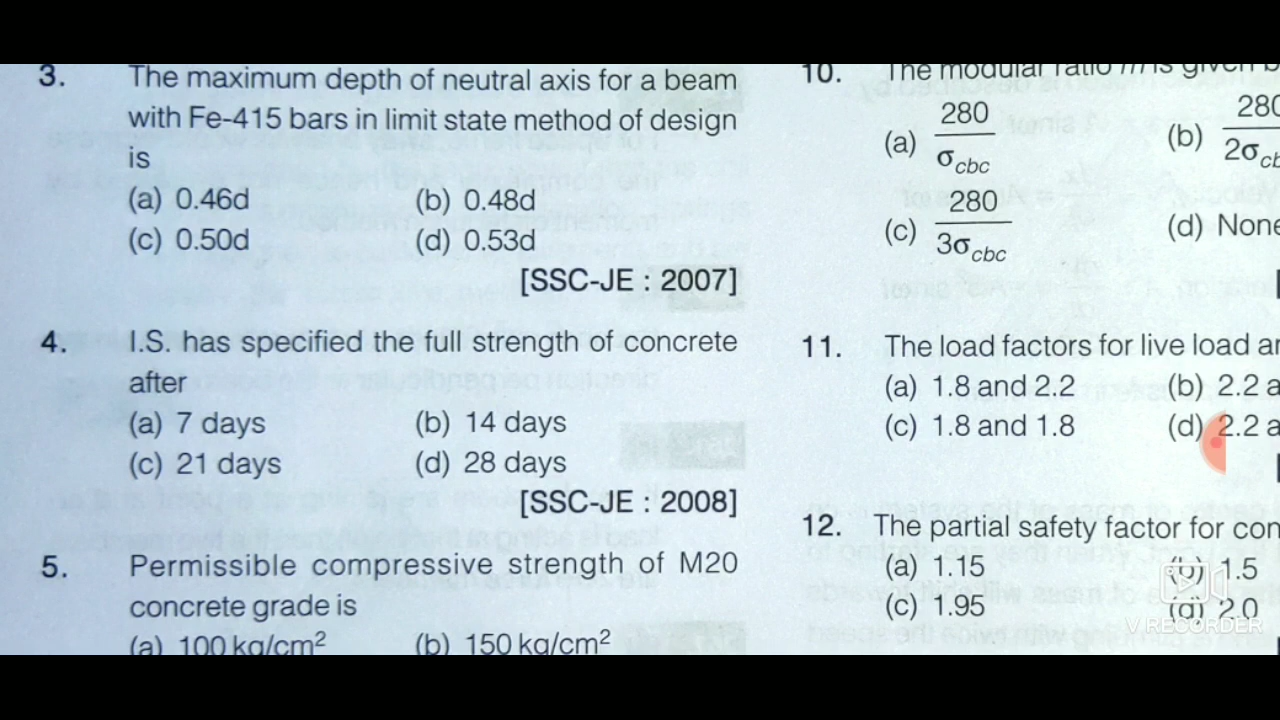 3. The maximum depth of neutral axis for a beam
with Fe-415 bars in limit state method of design
is
(a) 0.46d (b) 0.48d
(c) 0.50d (d) 0.53d
[SSC-JE : 2007]
4. I.S. has specified the full strength of concrete
after
(a) 7 days (b) 14 days
(c) 21 days (d) 28 days
[SSC-JE : 2008]
5. Permissible compressive strength of M20
concrete grade is
(a) 100 kg/cm² (b) 150 kg/cm²
10. The modular ratio m is given
(a) 280/σcbc (b)
(c) 280/3σcbc (d) None
11. The load factors for live load
(a) 1.8 and 2.2 (b) 2.2
(c) 1.8 and 1.8 (d) 2.2
12. The partial safety factor for
(a) 1.15 (b) 1.5
(c) 1.95 (d) 2.0
V RECORDER